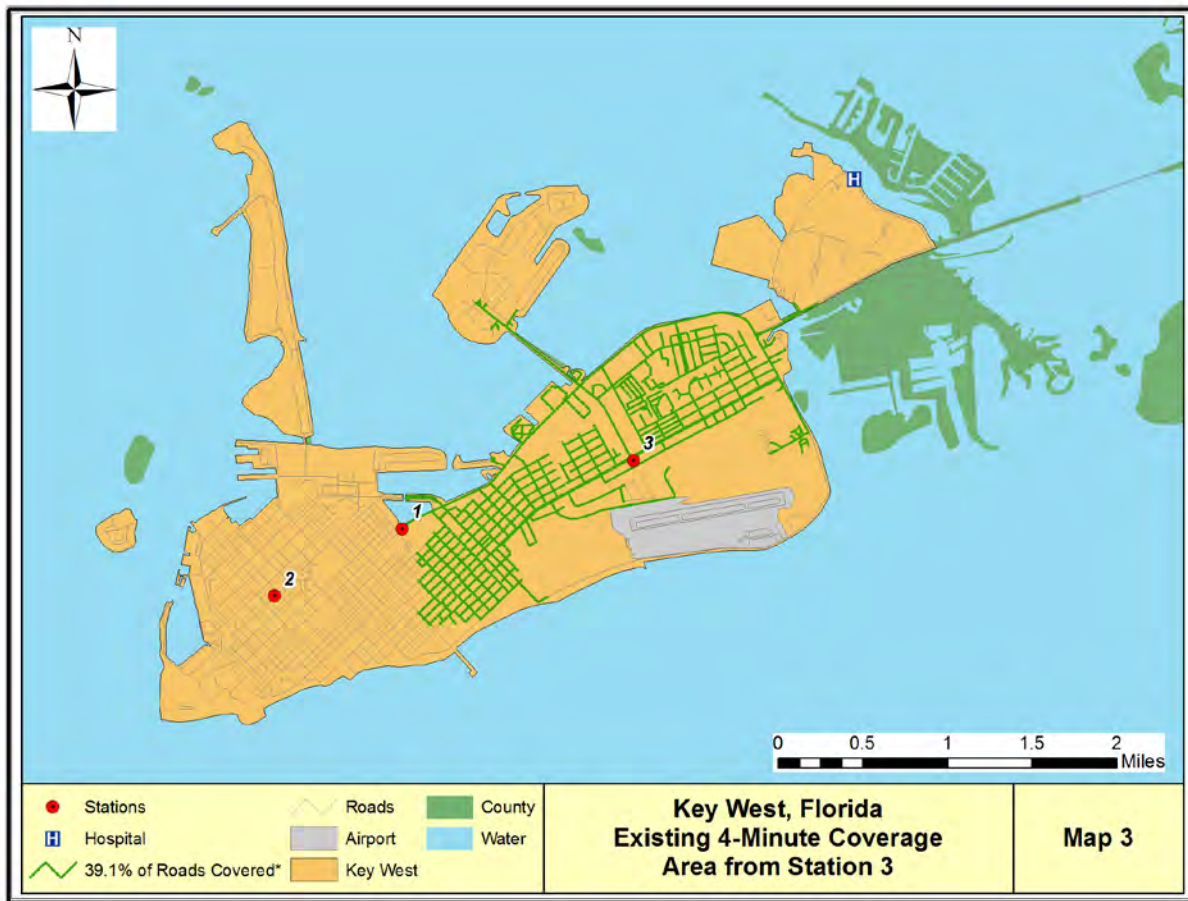 N
H
3
1
2
0 0.5 1 1.5 2
Miles
Stations
H Hospital
39.1% of Roads Covered*
Roads
Airport
Key West
County
Water
Key West, Florida
Existing 4-Minute Coverage
Area from Station 3
Map 3